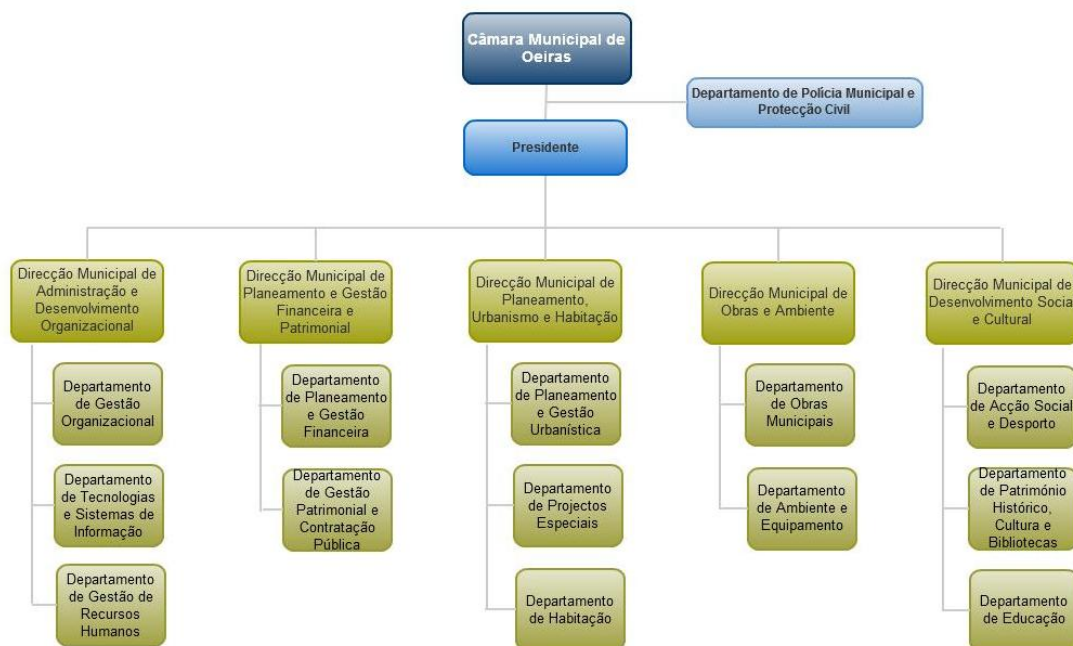 Câmara Municipal de
Oeiras
Departamento de Polícia Municipal e
Protecção Civil
Presidente
Direcção Municipal de
Administração e
Desenvolvimento
Organizacional
Direcção Municipal de
Planeamento e Gestão
Financeira e
Patrimonial
Direcção Municipal de
Planeamento,
Urbanismo e Habitação
Direcção Municipal de
Obras e Ambiente
Direcção Municipal de
Desenvolvimento Social
e Cultural
Departamento
de Gestão
Organizacional
Departamento
de Tecnologias
e Sistemas de
Informação
Departamento
de Gestão de
Recursos
Humanos
Departamento
de Planeamento
e Gestão
Financeira
Departamento
de Gestão
Patrimonial e
Contratação
Pública
Departamento
de Planeamento
e Gestão
Urbanística
Departamento
de Projectos
Especiais
Departamento
de Habitação
Departamento
de Obras
Municipais
Departamento
de Ambiente e
Equipamento
Departamento
de Acção Social
e Desporto
Departamento
de Património
Histórico,
Cultura e
Bibliotecas
Departamento
de Educação